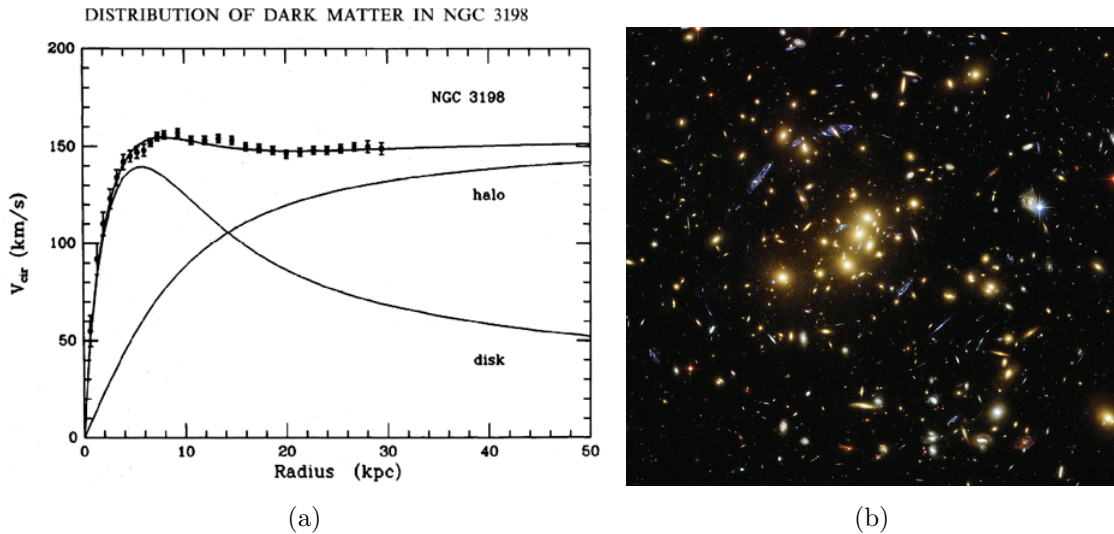 DISTRIBUTION OF DARK MATTER IN NGC 3198
200
NGC 3198
150
halo
100
V_cir (km/s)
50
disk
0
0 10 20 30 40 50
Radius (kpc)
(a) (b)